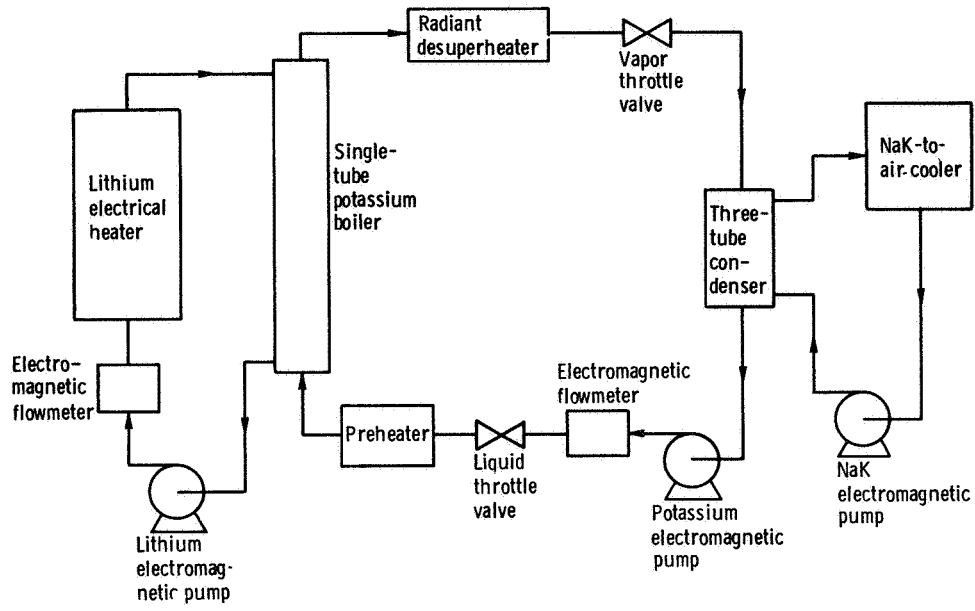 Radiant
desuperheater
Vapor
throttle
valve
NaK-to-
air-cooler
Lithium
electrical
heater
Single-
tube
potassium
boiler
Three-
tube
con-
denser
Electro-
magnetic
flowmeter
Electromagnetic
flowmeter
Preheater
Liquid
throttle
valve
NaK
electromagnetic
pump
Potassium
electromagnetic
pump
Lithium
electromag-
netic pump